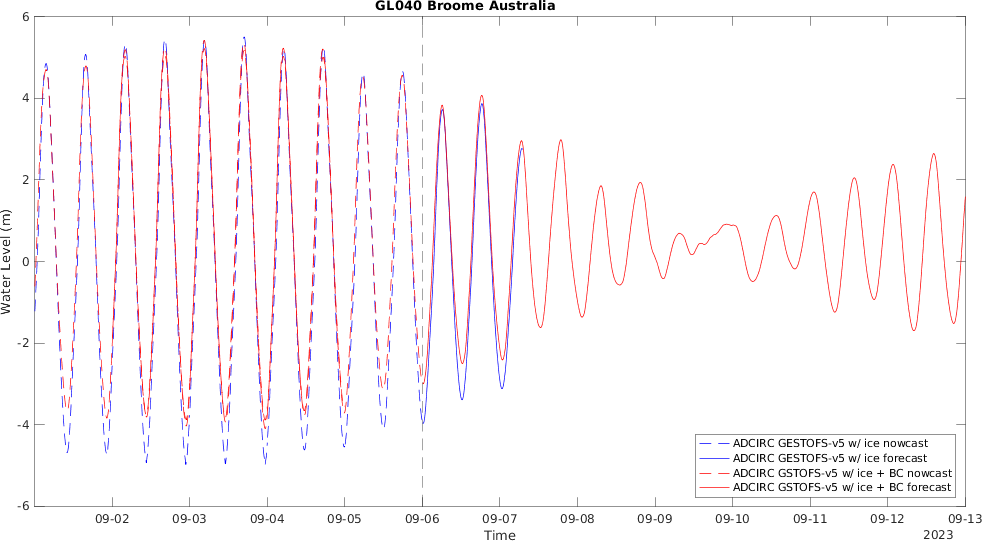 GL040 Broome Australia
6
4
2
0
-2
-4
-6
Water Level (m)
ADCIRC GESTOFS-v5 w/ ice nowcast
ADCIRC GESTOFS-v5 w/ ice forecast
ADCIRC GSTOFS-v5 w/ ice + BC nowcast
ADCIRC GSTOFS-v5 w/ ice + BC forecast
09-02 09-03 09-04 09-05 09-06 09-07 09-08 09-09 09-10 09-11 09-12 09-13
Time
2023